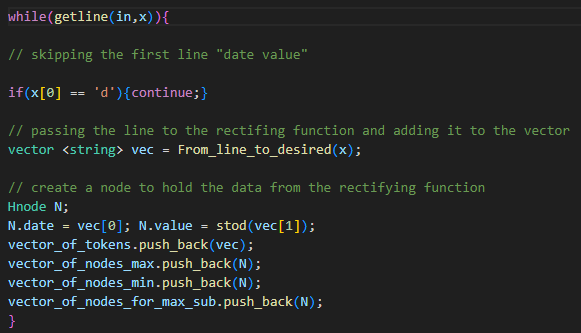 while(getline(in,x)){
// skipping the first line "date value"
if(x[0] == 'd'){continue;}
// passing the line to the rectifing function and adding it to the vector
vector <string> vec = From_line_to_desired(x);
// create a node to hold the data from the rectifying function
Hnode N;
N.date = vec[0]; N.value = stod(vec[1]);
vector_of_tokens.push_back(vec);
vector_of_nodes_max.push_back(N);
vector_of_nodes_min.push_back(N);
vector_of_nodes_for_max_sub.push_back(N);
}